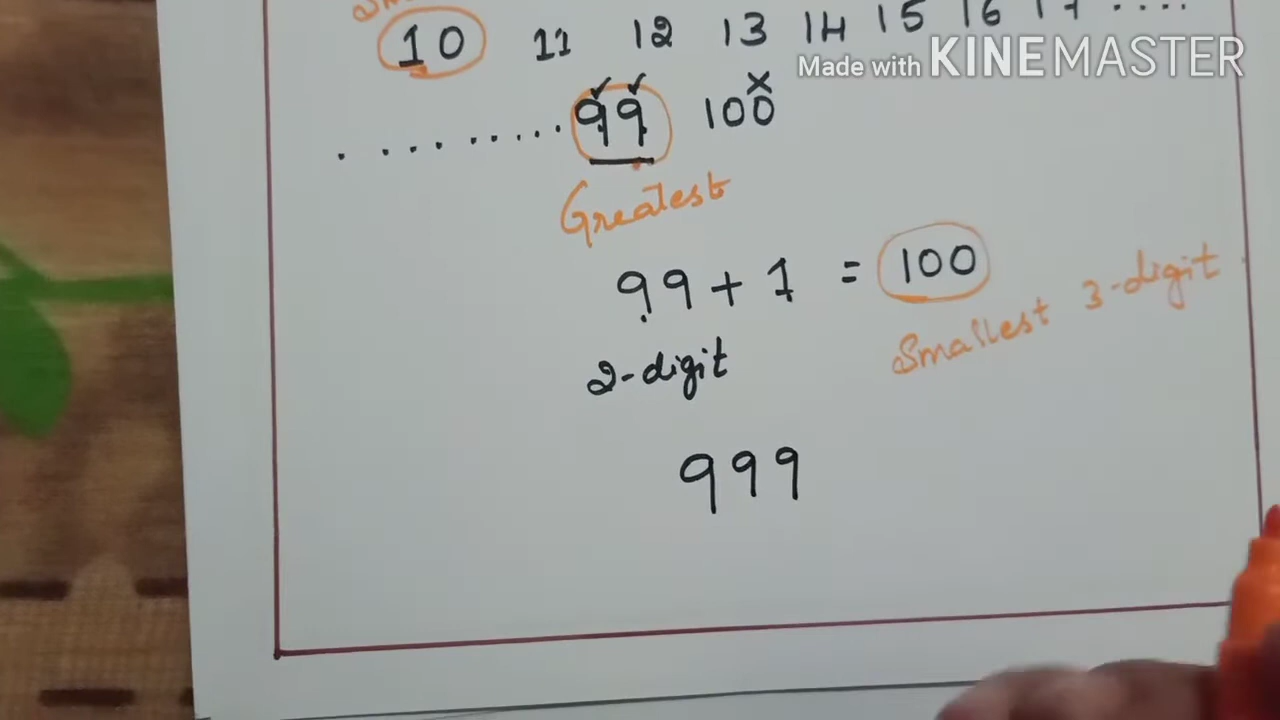 10 11 12 13 14 15 16 17 ....
Made with KINEMASTER
.........99 100
Greatest
99 + 1 = 100
Smallest 3-digit
2-digit
999